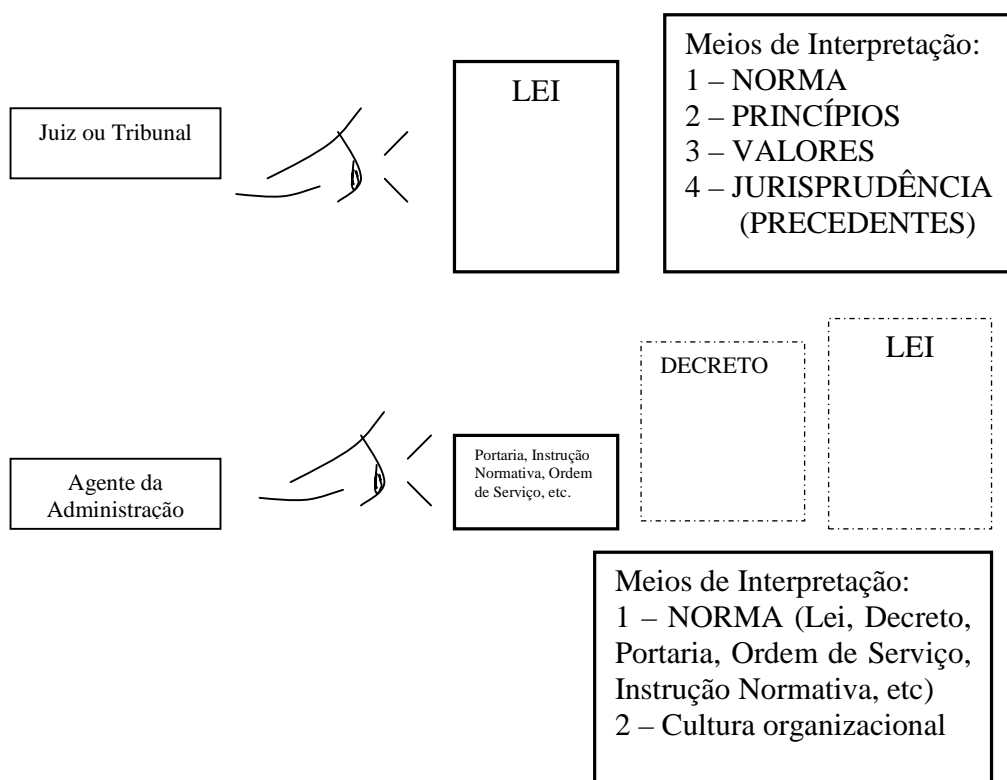 Juiz ou Tribunal
LEI
Meios de Interpretação:
1 – NORMA
2 – PRINCÍPIOS
3 – VALORES
4 – JURISPRUDÊNCIA
(PRECEDENTES)
Agente da
Administração
Portaria, Instrução
Normativa, Ordem
de Serviço, etc.
DECRETO
LEI
Meios de Interpretação:
1 – NORMA (Lei, Decreto,
Portaria, Ordem de Serviço,
Instrução Normativa, etc)
2 – Cultura organizacional